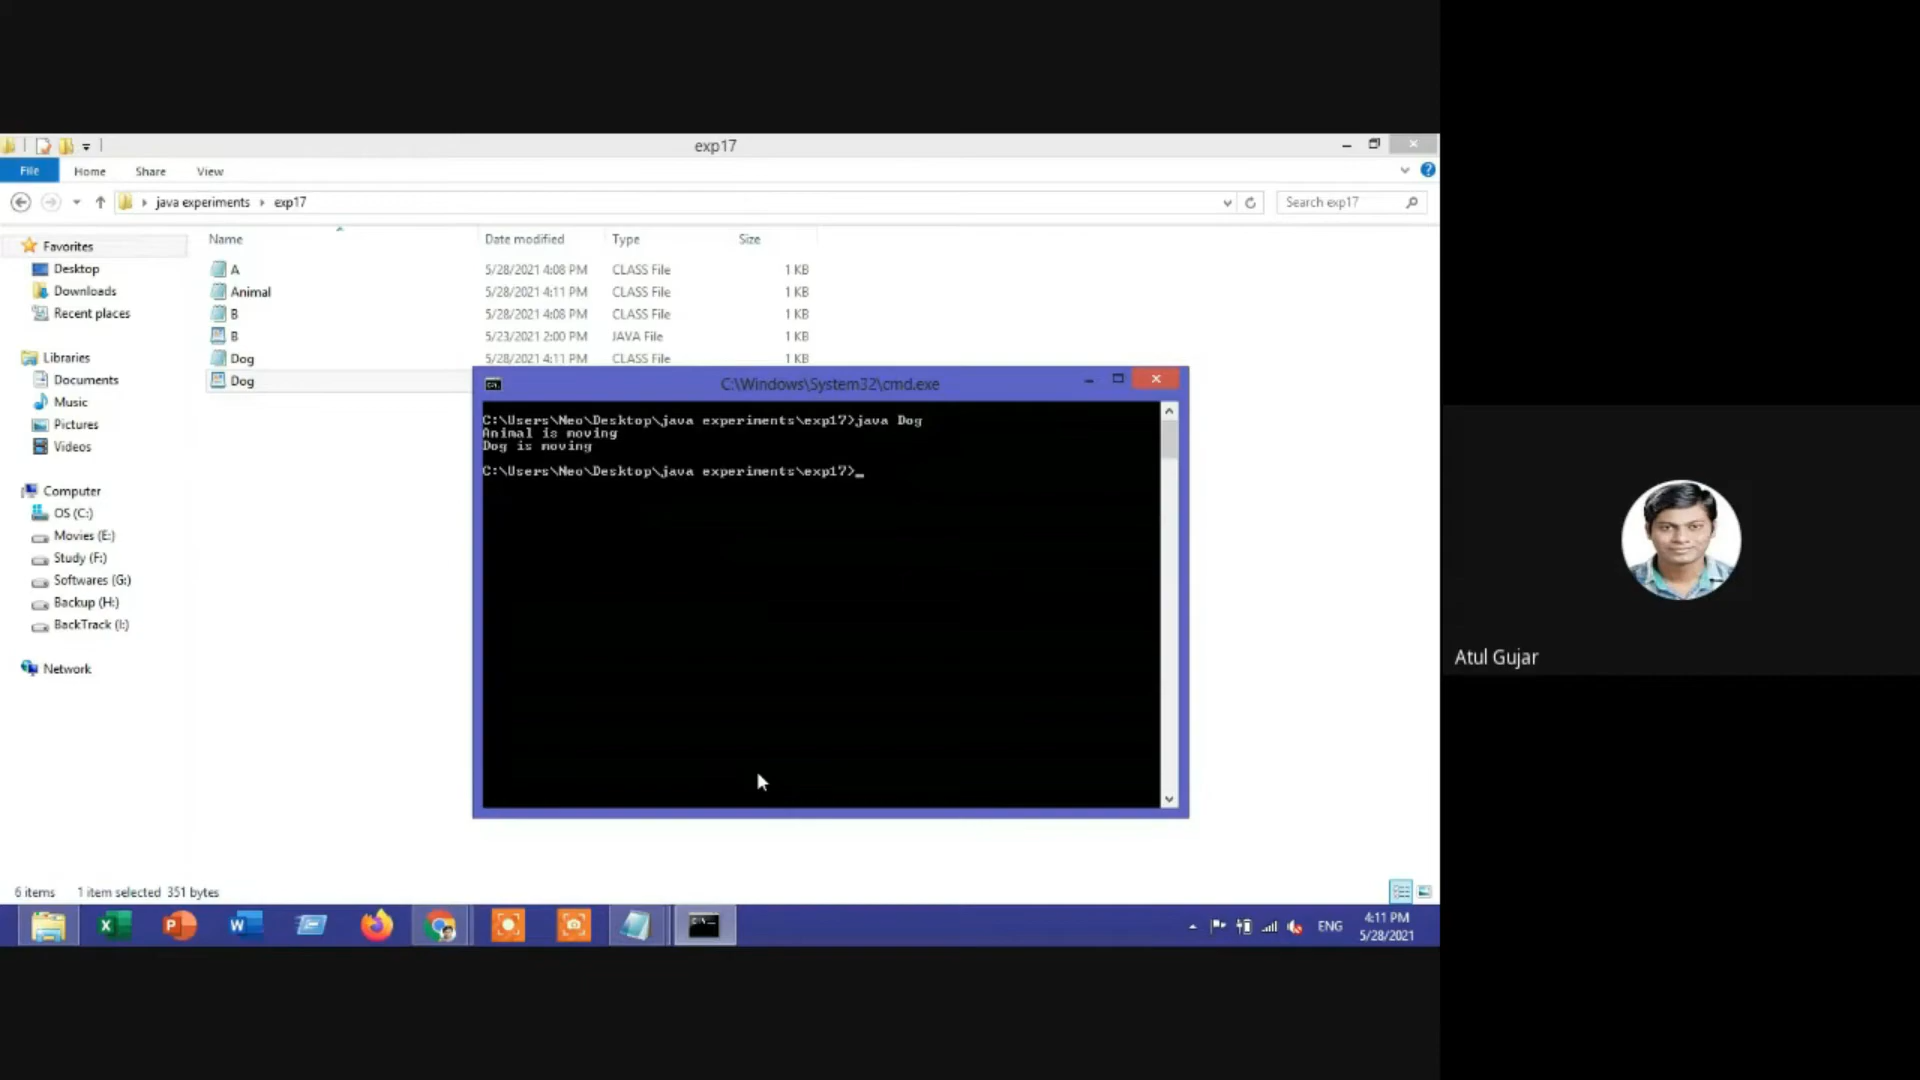 exp17
File Home Share View
java experiments exp17
Search exp17
Name Date modified Type Size
Favorites
Desktop
Downloads
Recent places
Libraries
Documents
Music
Pictures
Videos
Computer
OS (C:)
Movies (E:)
Study (F:)
Softwares (G:)
Backup (H:)
BackTrack (I:)
Network
A 5/28/2021 4:08 PM CLASS File 1 KB
Animal 5/28/2021 4:11 PM CLASS File 1 KB
B 5/28/2021 4:08 PM CLASS File 1 KB
B 5/23/2021 2:00 PM JAVA File 1 KB
Dog 5/28/2021 4:11 PM CLASS File 1 KB
Dog
C:\Windows\System32\cmd.exe
C:\Users\Neo\Desktop\java experiments\exp17>java Dog
Animal is moving
Dog is moving
C:\Users\Neo\Desktop\java experiments\exp17>_
Atul Gujar
6 items 1 item selected 351 bytes
ENG
4:11 PM
5/28/2021